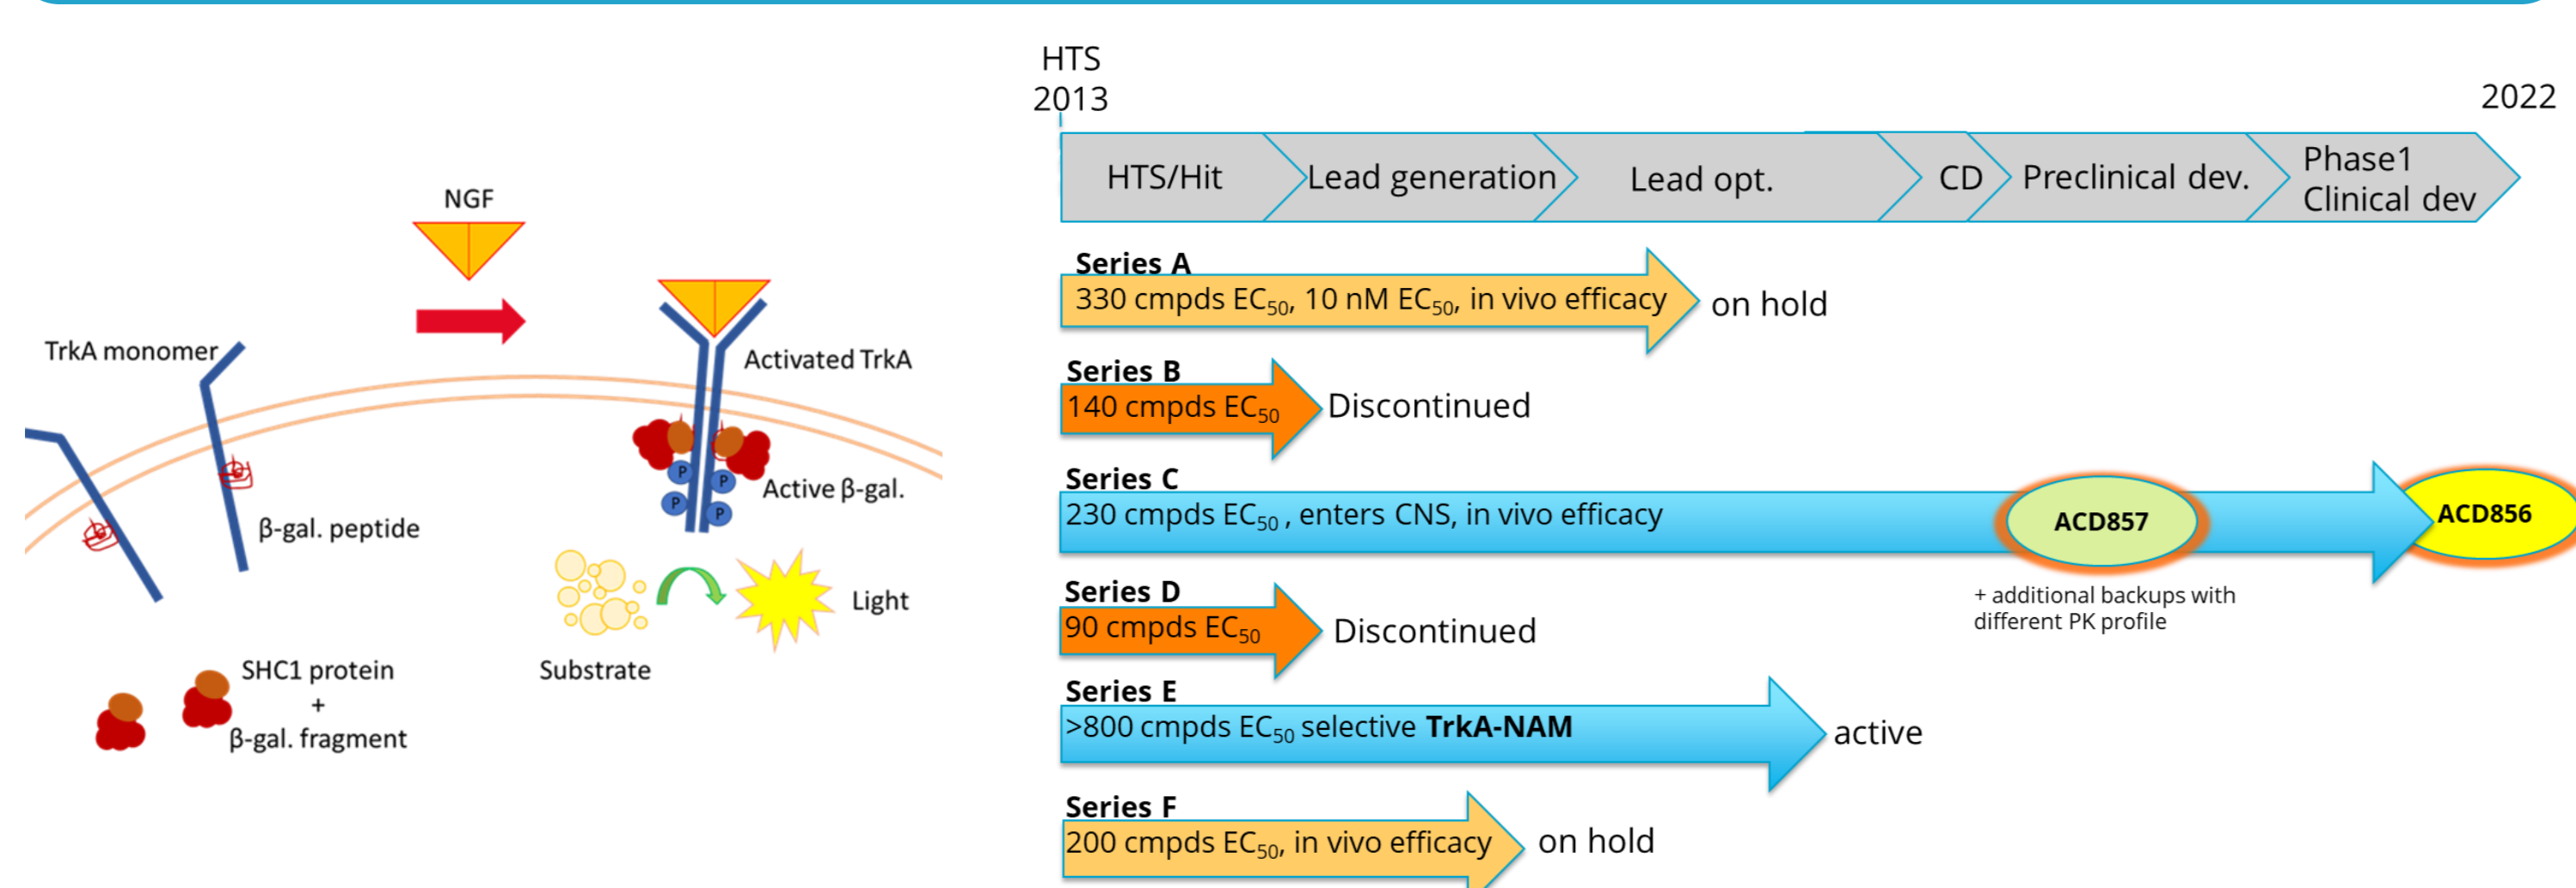 NGF
TrkA monomer
Activated TrkA
P
P
P
P
Active β-gal.
β-gal. peptide
Light
Substrate
SHC1 protein
+
β-gal. fragment
HTS
2013
2022
HTS/Hit
Lead generation
Lead opt.
CD
Preclinical dev.
Phase1
Clinical dev
Series A
330 cmpds EC50, 10 nM EC50, in vivo efficacy
on hold
Series B
140 cmpds EC50
Discontinued
Series C
230 cmpds EC50 , enters CNS, in vivo efficacy
ACD857
ACD856
+ additional backups with
different PK profile
Series D
90 cmpds EC50
Discontinued
Series E
>800 cmpds EC50 selective TrkA-NAM
active
Series F
200 cmpds EC50, in vivo efficacy
on hold